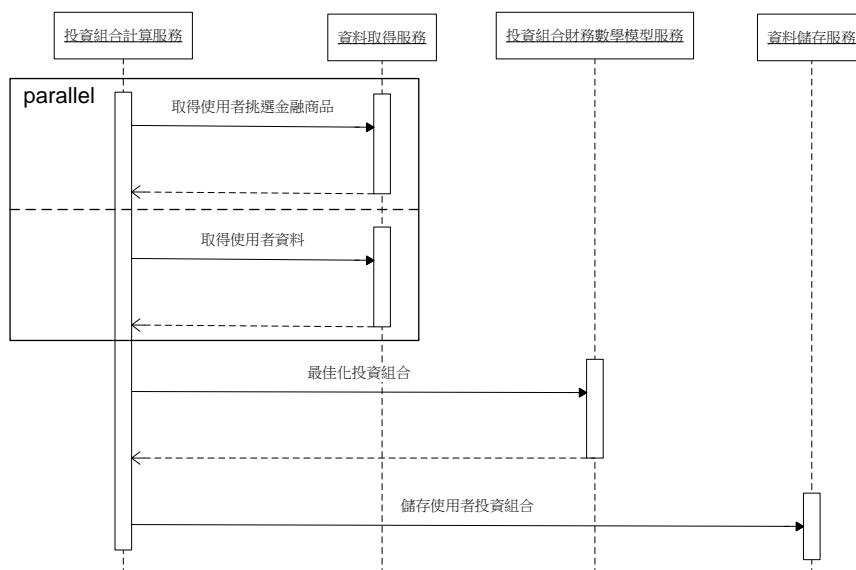 投資組合計算服務
資料取得服務
投資組合財務數學模型服務
資料儲存服務
parallel
取得使用者挑選金融商品
取得使用者資料
最佳化投資組合
儲存使用者投資組合